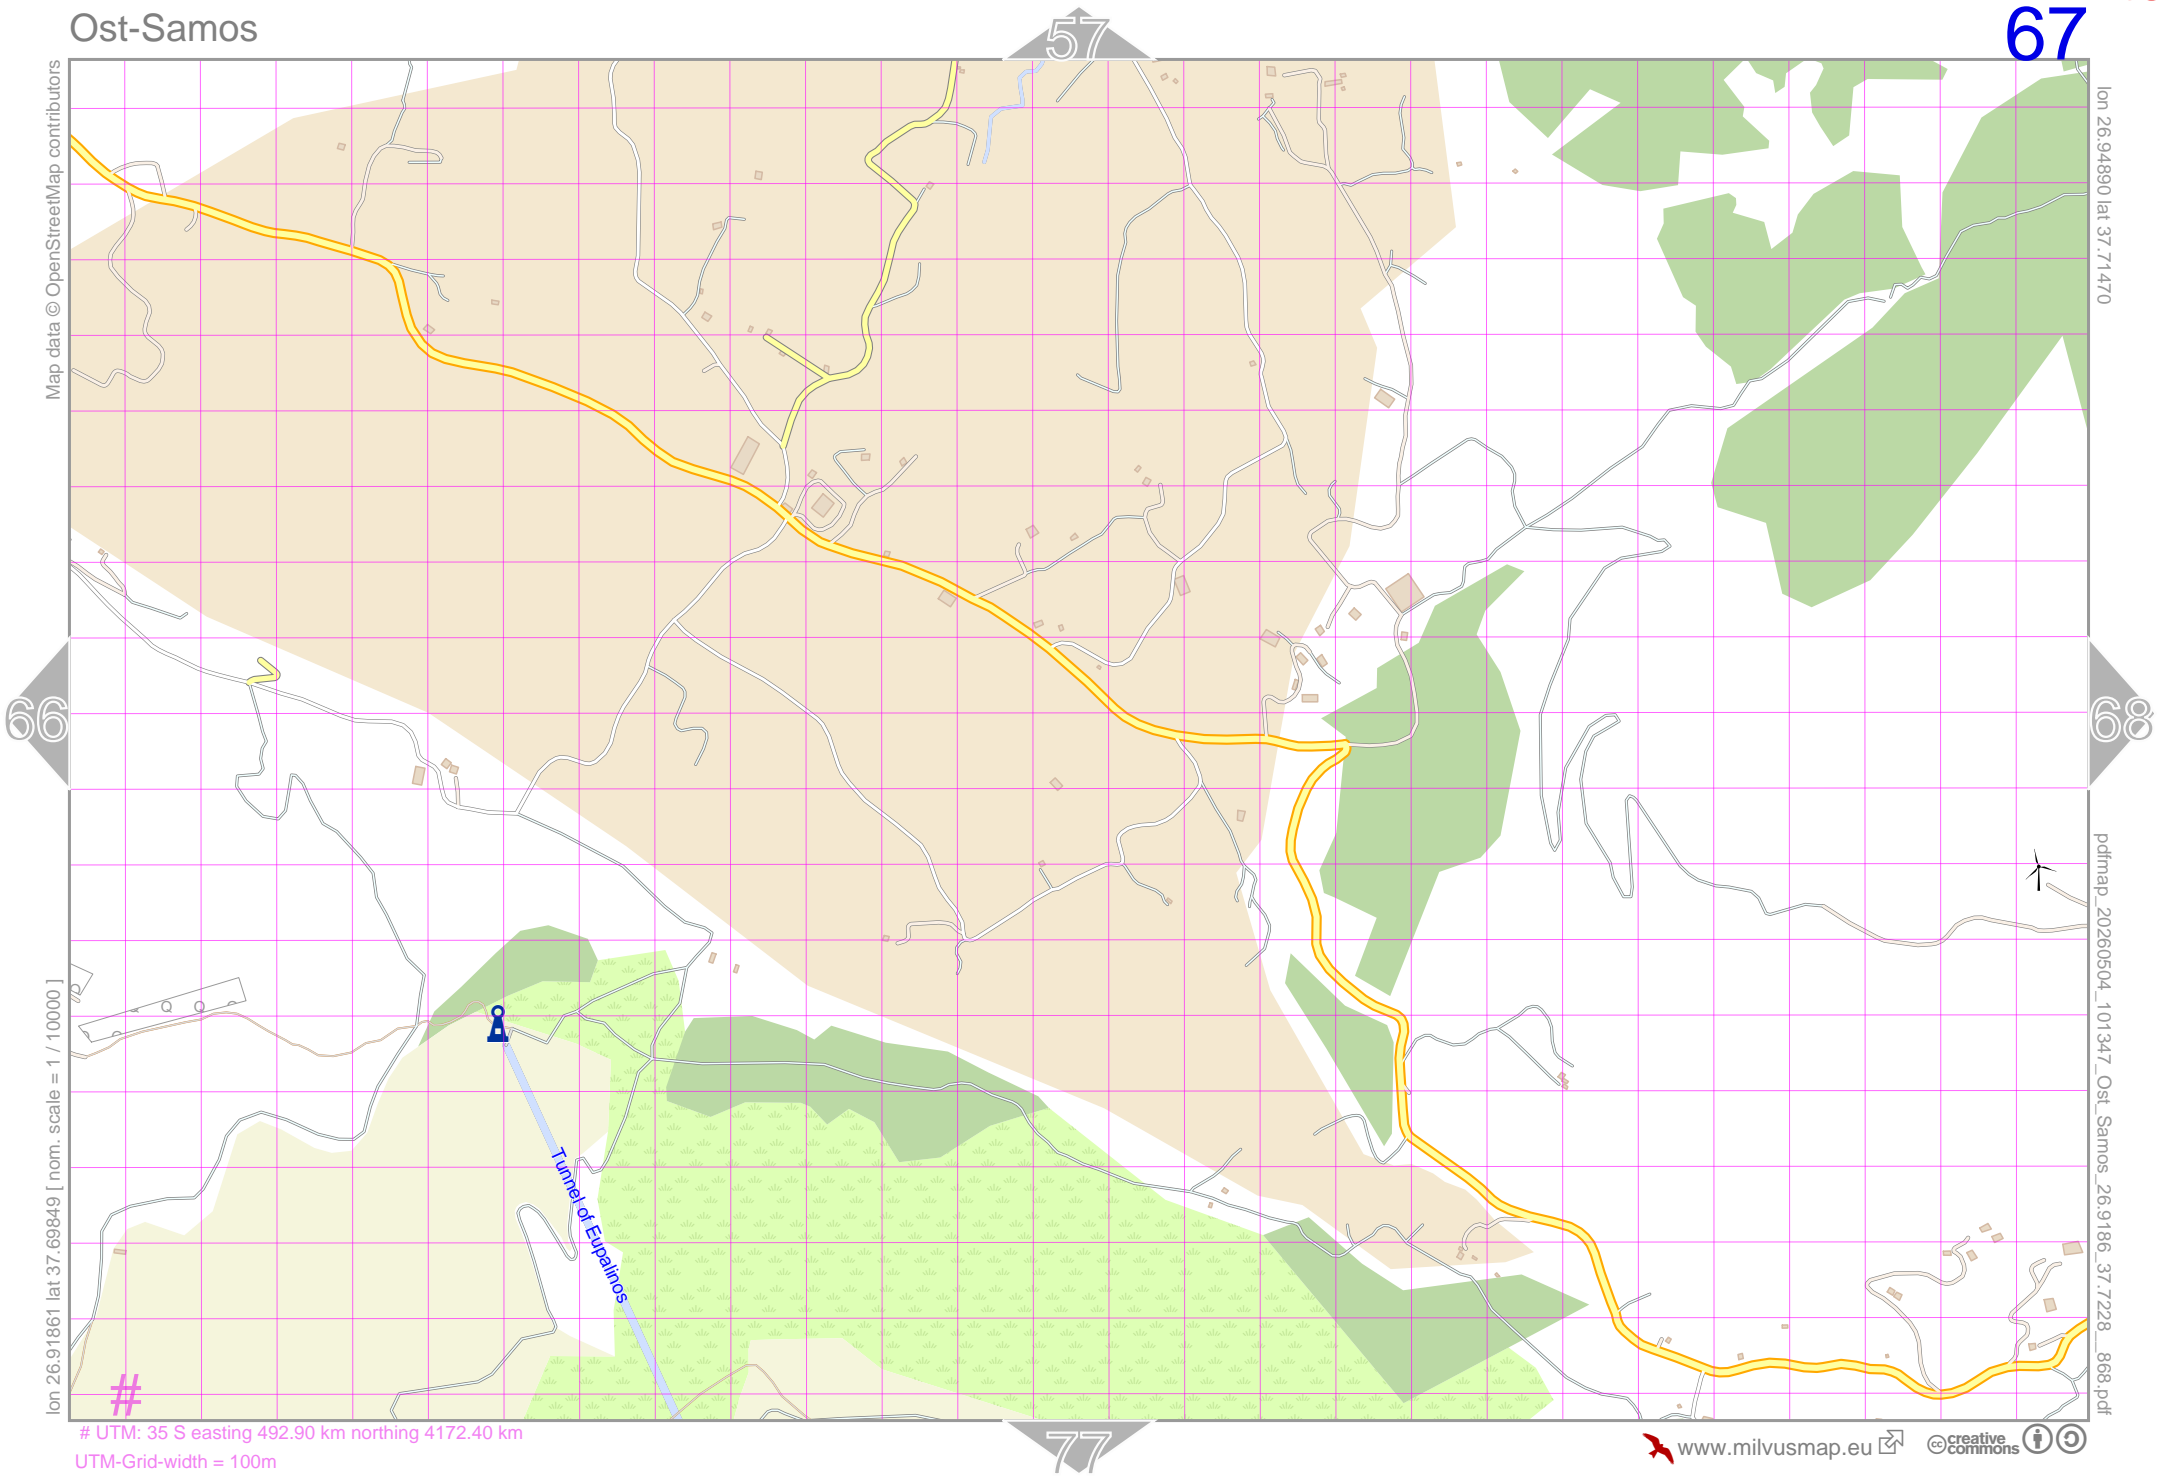 Ost-Samos
57
67
Map data © OpenStreetMap contributors
lon 26.94890 lat 37.71470
66
68
Q Q
Tunnel of Eupalinos
lon 26.91861 lat 37.69849 [ nom. scale = 1 / 10000 ]
pdfmap_20260504_101347_Ost_Samos_26.9186_37.7228_868.pdf
#
# UTM: 35 S easting 492.90 km northing 4172.40 km
UTM-Grid-width = 100m
77
www.milvusmap.eu
cc creative commons